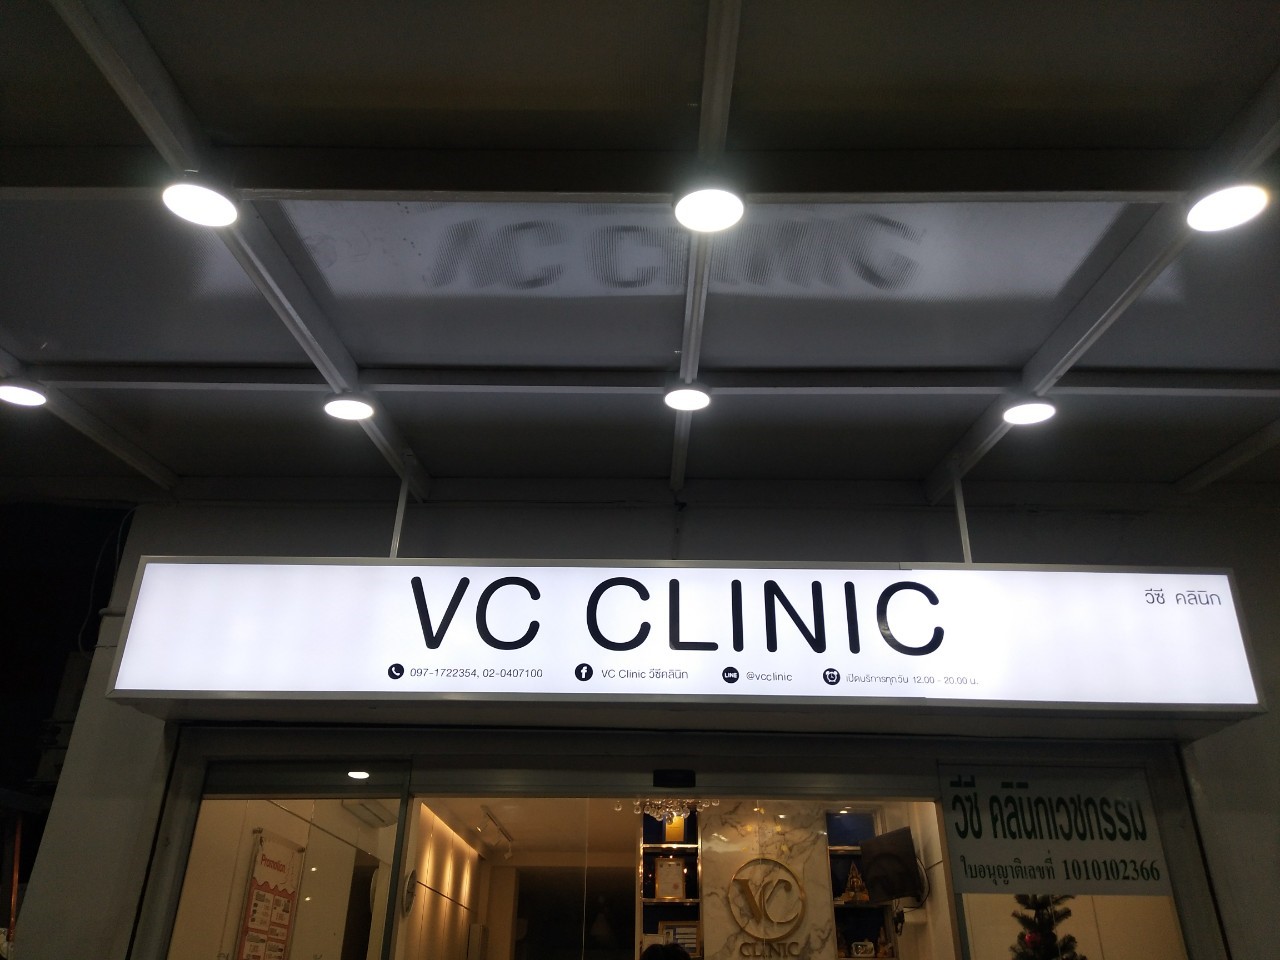 VC CLINIC
วีซี คลินิก
097-1722354, 02-0407100
VC Clinic วีซีคลินิก
LINE @vcclinic
เปิดบริการทุกวัน 12.00 - 20.00 น.
วีซี คลินิกเวชกรรม
ใบอนุญาติเลขที่ 1010102366
Promotion
VC
CLINIC